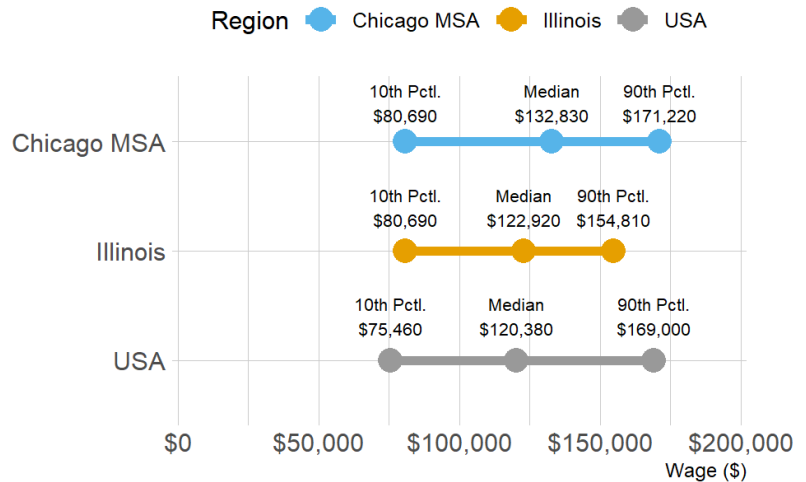 Region Chicago MSA Illinois USA
10th Pctl. Median 90th Pctl.
$80,690 $132,830 $171,220
Chicago MSA
10th Pctl. Median 90th Pctl.
$80,690 $122,920 $154,810
Illinois
10th Pctl. Median 90th Pctl.
$75,460 $120,380 $169,000
USA
$0 $50,000 $100,000 $150,000 $200,000
Wage ($)